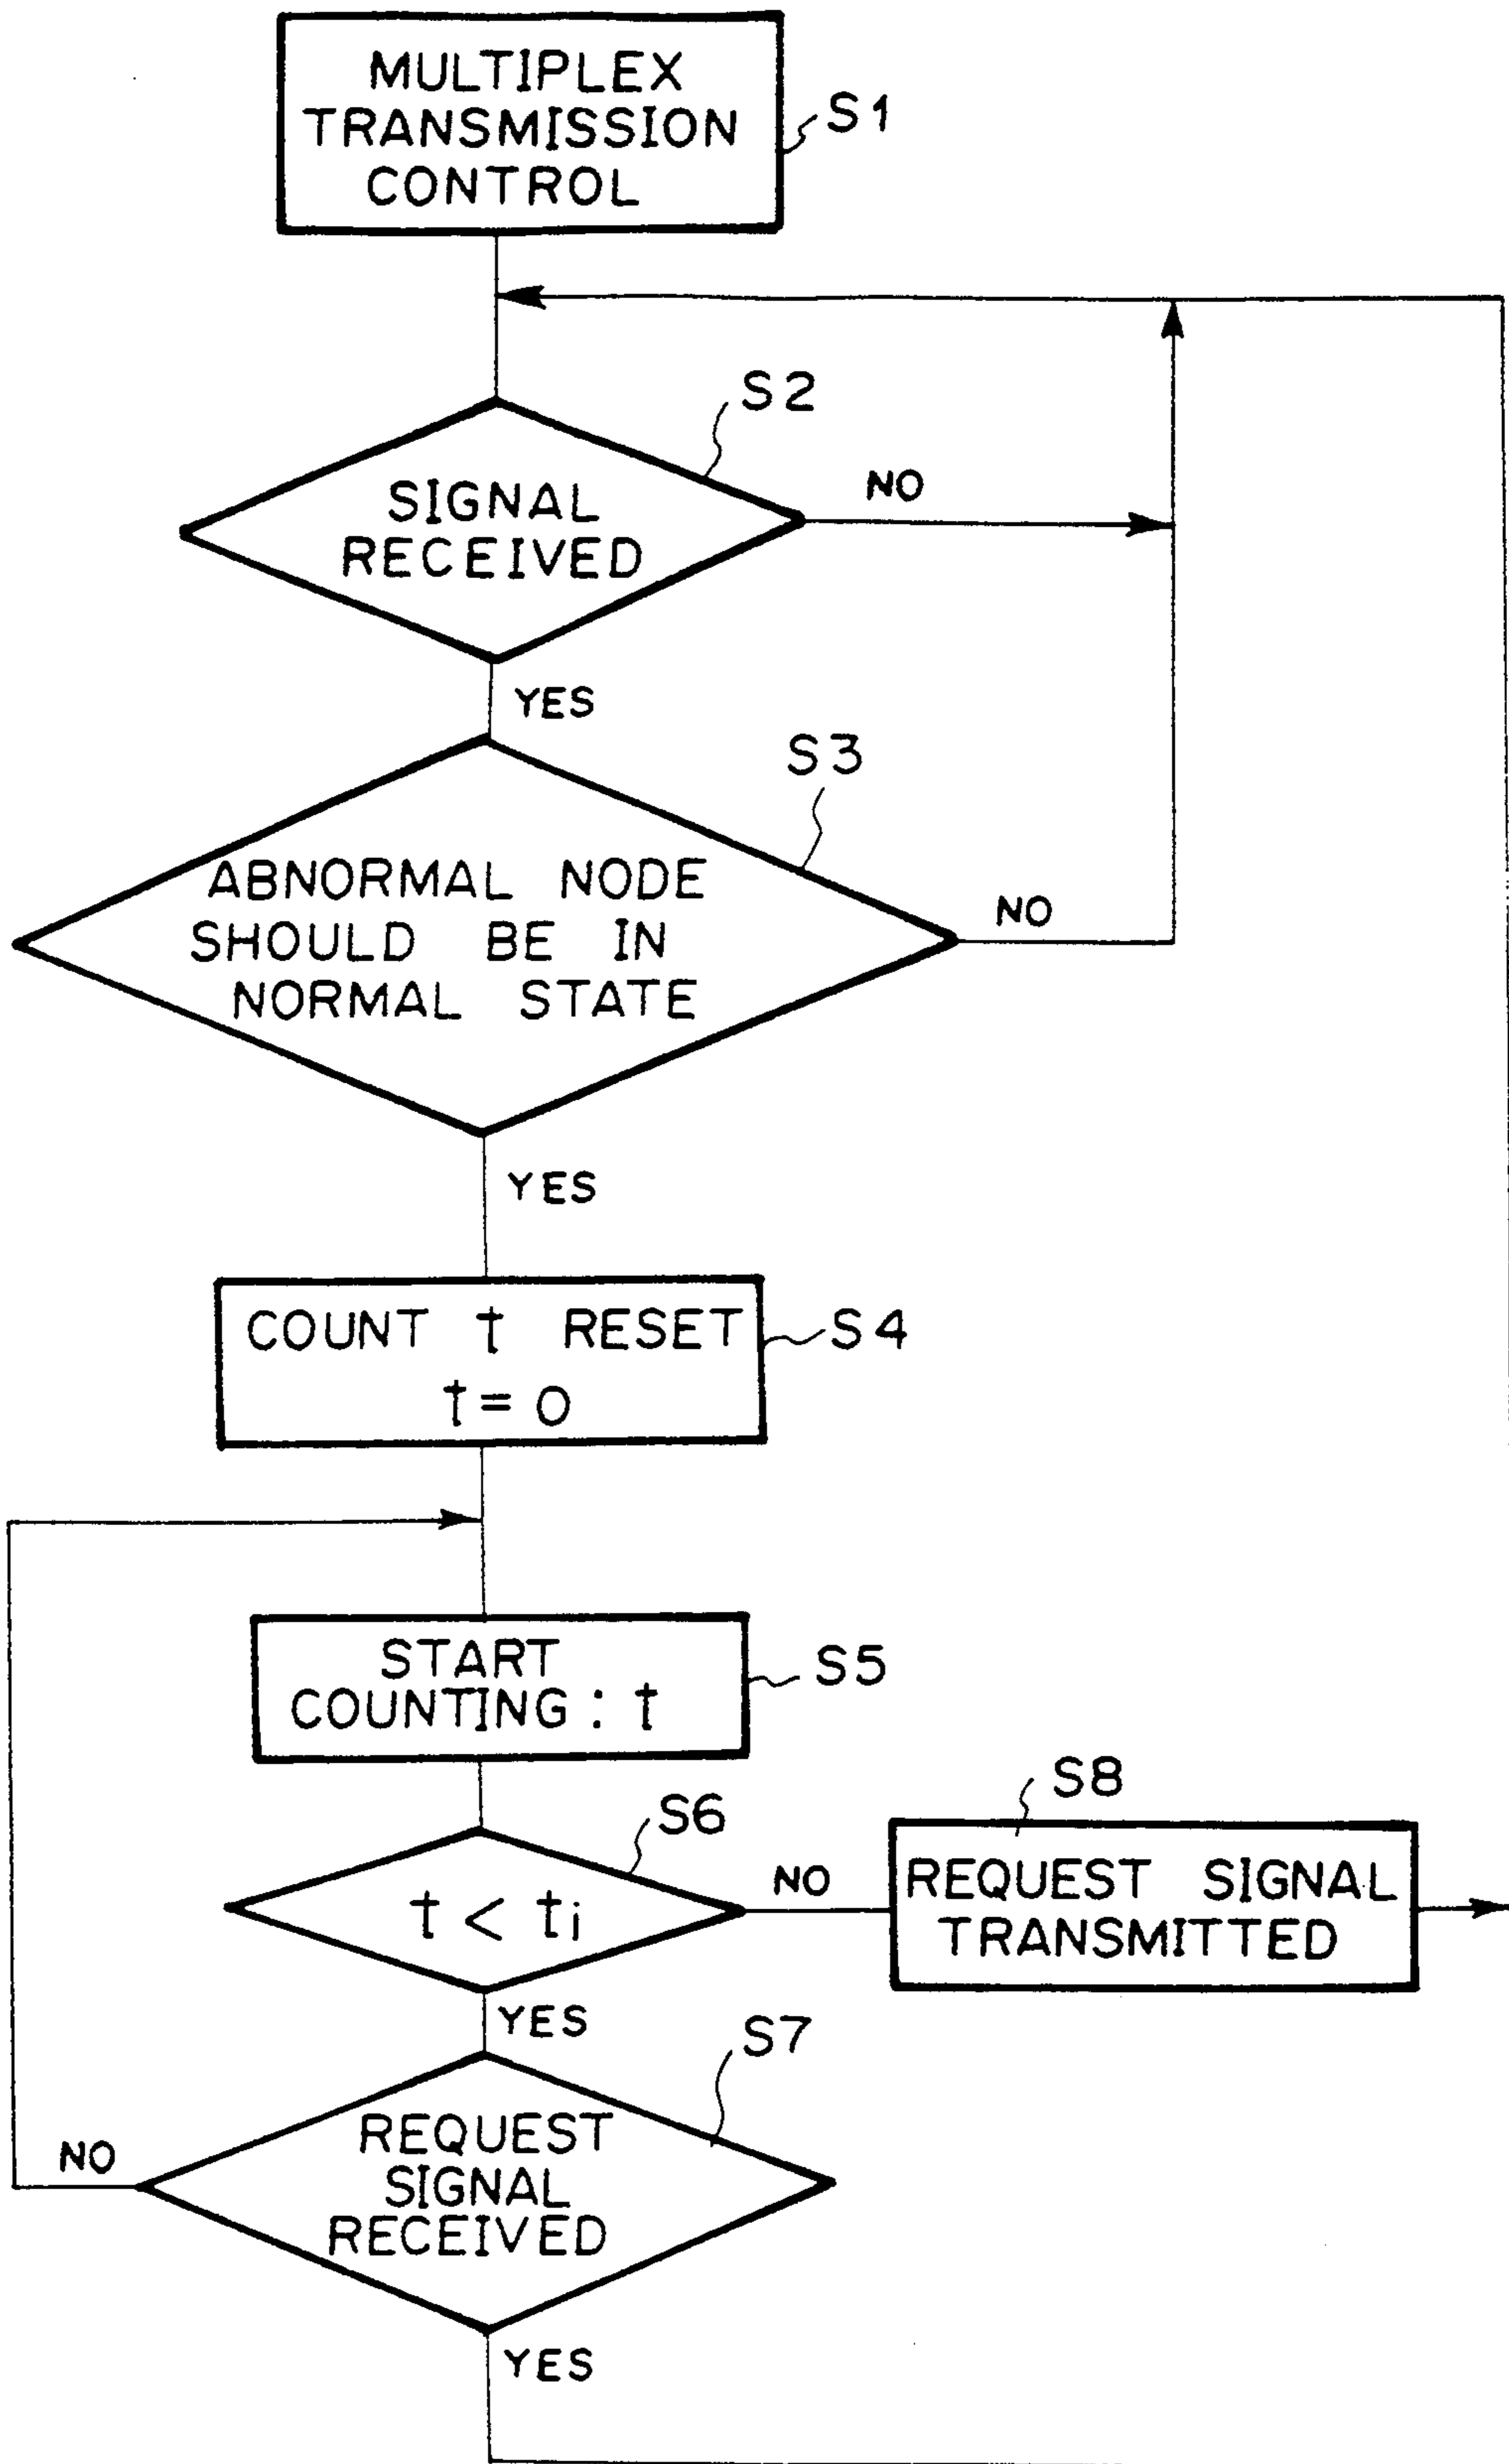 MULTIPLEX
TRANSMISSION
CONTROL
S1
S2
SIGNAL
RECEIVED
NO
YES
S3
ABNORMAL NODE
SHOULD BE IN
NORMAL STATE
NO
YES
COUNT t RESET
t = 0
S4
START
COUNTING : t
S5
S6
t < ti
NO
S8
REQUEST SIGNAL
TRANSMITTED
YES
S7
REQUEST
SIGNAL
RECEIVED
NO
YES